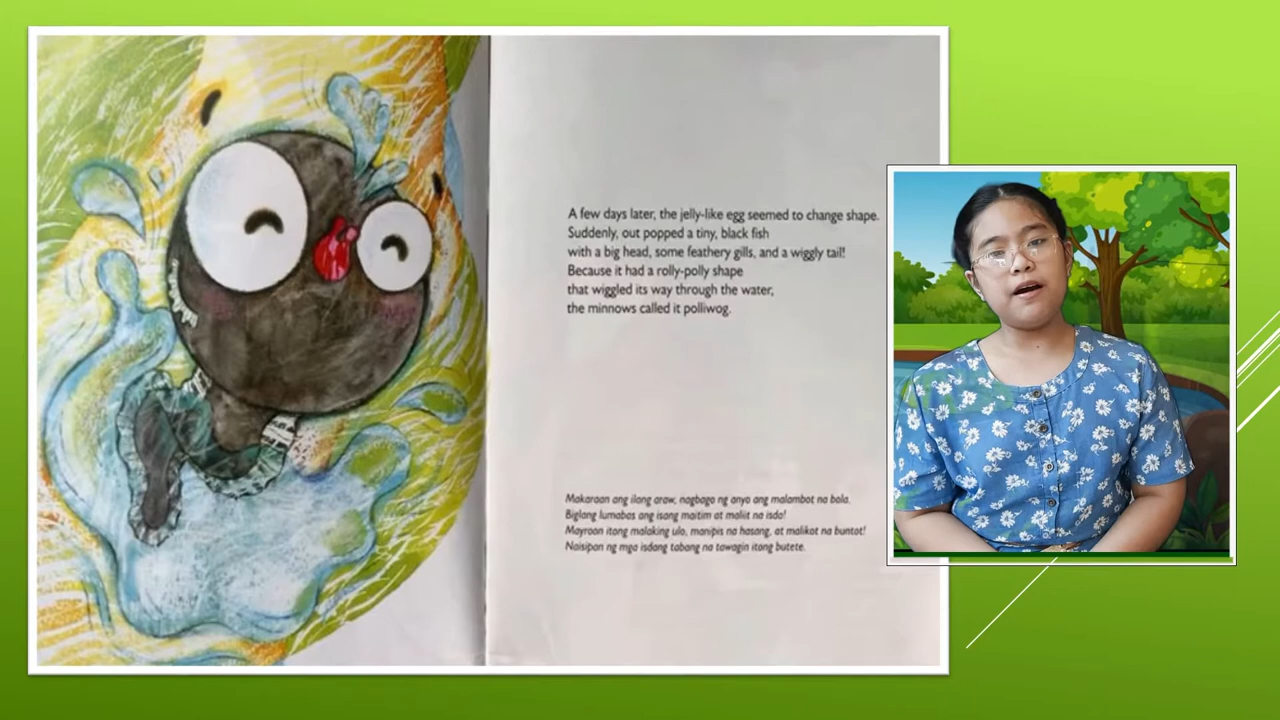 A few days later, the jelly-like egg seemed to change shape.
Suddenly, out popped a tiny, black fish
with a big head, some feathery gills, and a wiggly tail!
Because it had a rolly-polly shape
that wiggled its way through the water,
the minnows called it polliwog.
Makaraan ang ilang araw, nagbago ng anyo ang malambot na bola.
Biglang lumabas ang isang maitim at maliit na isda!
Mayroon itong malaking ulo, manipis na hasang, at malikot na buntot!
Naisipan ng mga isdang tabang na tawagin itong butete.